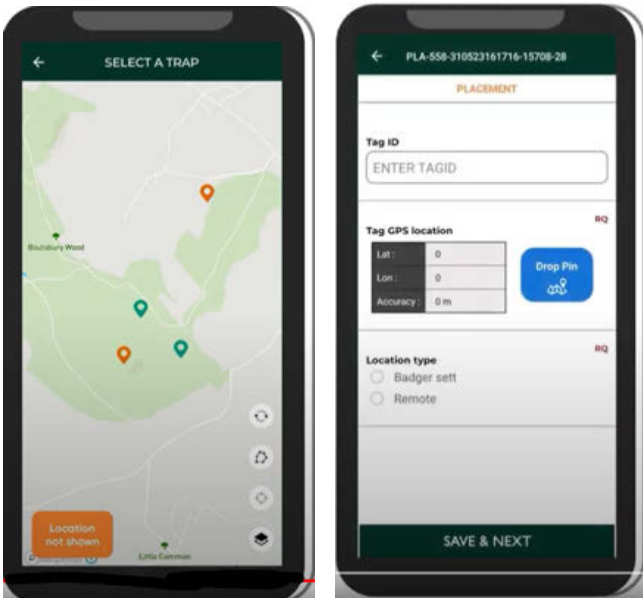 SELECT A TRAP
Boulsbury Wood
Location
not shown
Little Common
PLA-558-310523161716-15708-28
PLACEMENT
Tag ID
ENTER TAGID
RQ
Tag GPS location
Lat : 0
Lon : 0
Accuracy : 0 m
Drop Pin
RQ
Location type
Badger sett
Remote
SAVE & NEXT